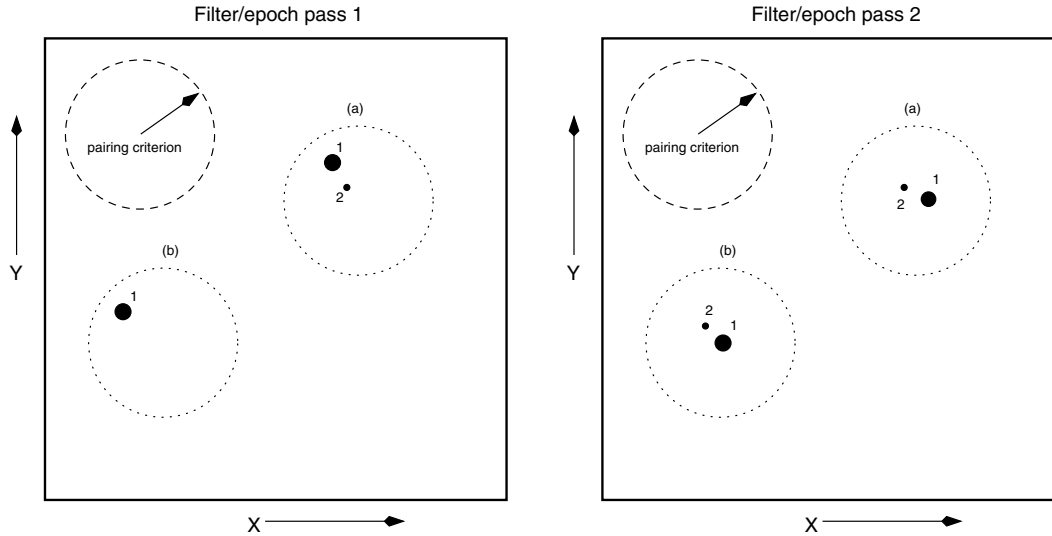 Filter/epoch pass 1
pairing criterion
(a)
1
2
(b)
1
Y
X
Filter/epoch pass 2
pairing criterion
(a)
1
2
(b)
2
1
Y
X